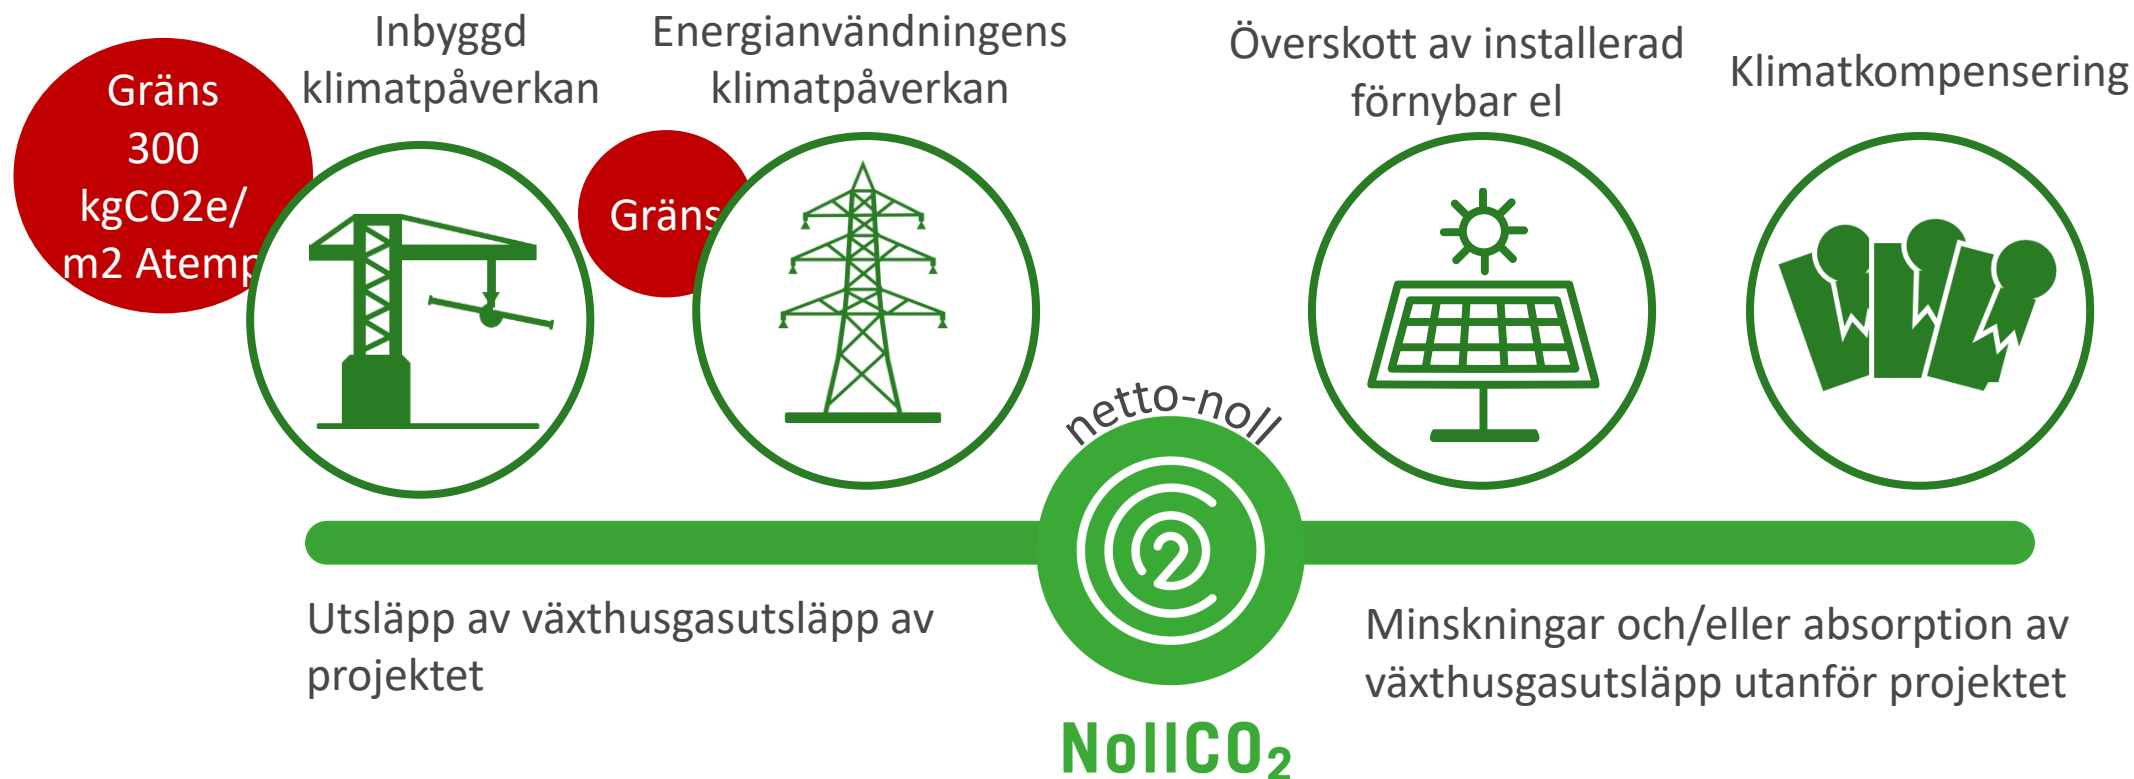 Inbyggd
klimatpåverkan
Energianvändningens
klimatpåverkan
Överskott av installerad
förnybar el
Klimatkompensering
Gräns
300
kgCO2e/
m2 Atemp
Gräns
netto-noll
2
Utsläpp av växthusgasutsläpp av
projektet
Minskningar och/eller absorption av
växthusgasutsläpp utanför projektet
NollCO₂